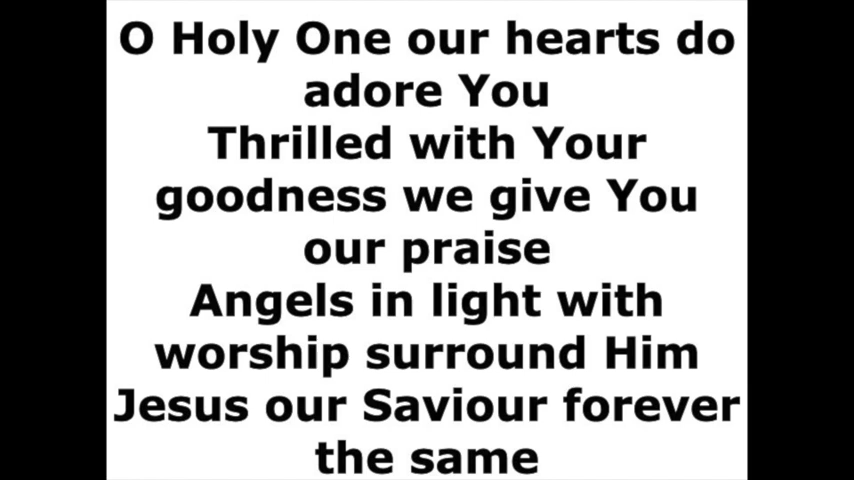 O Holy One our hearts do
adore You
Thrilled with Your
goodness we give You
our praise
Angels in light with
worship surround Him
Jesus our Saviour forever
the same